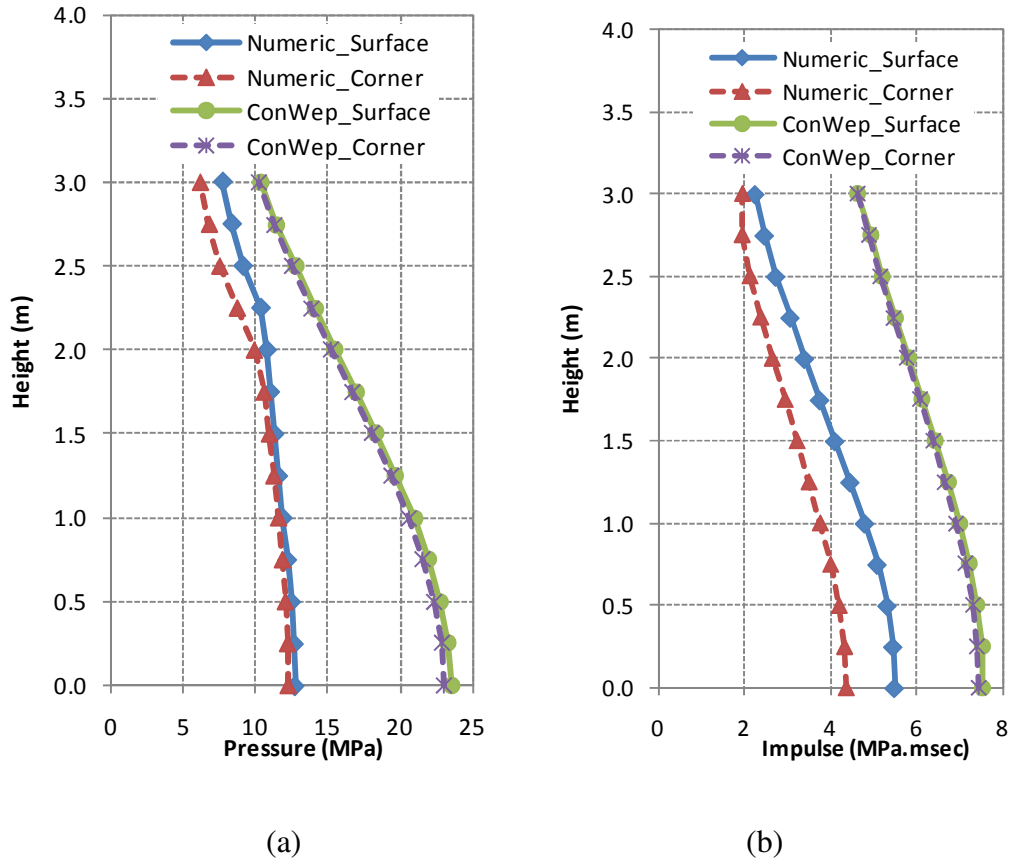 4.0
3.5
3.0
2.5
2.0
1.5
1.0
0.5
0.0
Height (m)
Numeric_Surface
Numeric_Corner
ConWep_Surface
ConWep_Corner
0 5 10 15 20 25
Pressure (MPa)
(a)
4.0
3.5
3.0
2.5
2.0
1.5
1.0
0.5
0.0
Height (m)
Numeric_Surface
Numeric_Corner
ConWep_Surface
ConWep_Corner
0 2 4 6 8
Impulse (MPa.msec)
(b)